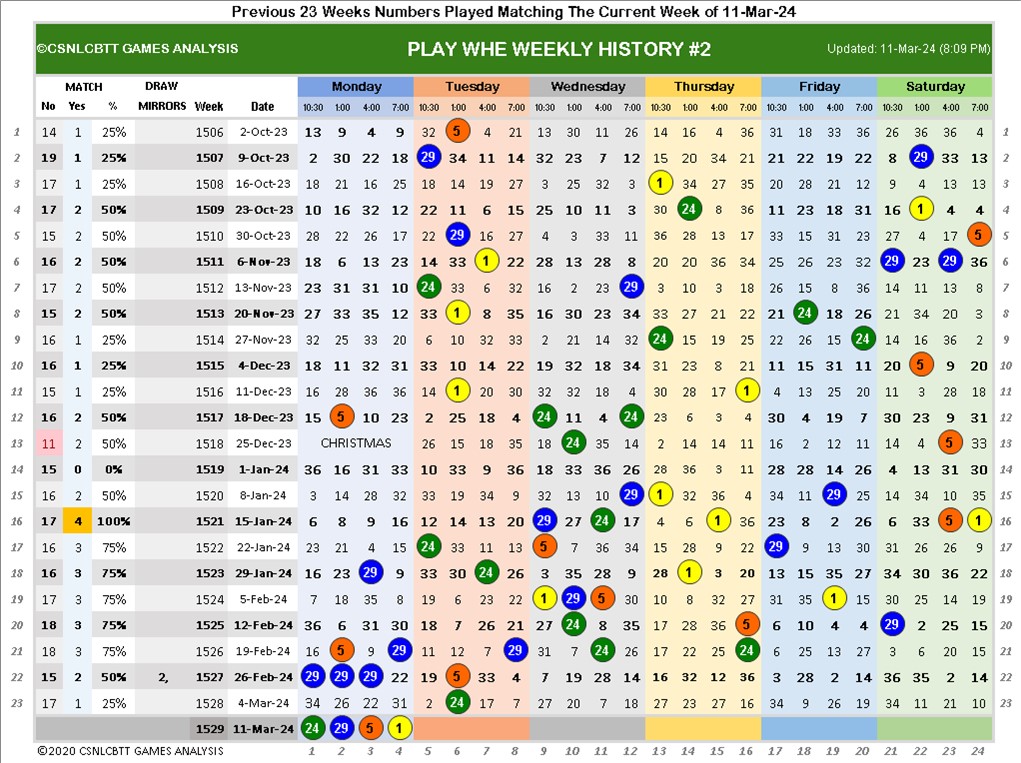 Previous 23 Weeks Numbers Played Matching The Current Week of 11-Mar-24
©CSNLCBTT GAMES ANALYSIS PLAY WHE WEEKLY HISTORY #2 Updated: 11-Mar-24 (8:09 PM)
MATCH DRAW Monday Tuesday Wednesday Thursday Friday Saturday
No Yes % MIRRORS Week Date 10:30 1:00 4:00 7:00 10:30 1:00 4:00 7:00 10:30 1:00 4:00 7:00 10:30 1:00 4:00 7:00 10:30 1:00 4:00 7:00 10:30 1:00 4:00 7:00
1 14 1 25% 1506 2-Oct-23 13 9 4 9 32 5 4 21 13 30 11 26 14 16 4 36 31 18 33 36 26 36 36 4 1
2 19 1 25% 1507 9-Oct-23 2 30 22 18 29 34 11 14 32 23 7 12 15 20 34 21 21 22 19 22 8 29 33 13 2
3 17 1 25% 1508 16-Oct-23 18 21 16 25 18 14 19 27 3 25 32 3 1 34 27 35 20 28 21 12 9 4 13 13 3
4 17 2 50% 1509 23-Oct-23 10 16 32 12 22 11 6 15 25 10 11 3 30 24 8 36 11 23 18 31 16 1 4 4 4
5 15 2 50% 1510 30-Oct-23 28 22 26 17 22 29 16 27 4 3 33 11 36 28 13 17 33 15 31 23 27 4 17 5 5
6 16 2 50% 1511 6-Nov-23 18 6 13 23 14 33 1 22 28 13 28 8 20 20 36 34 25 26 23 32 29 23 29 36 6
7 17 2 50% 1512 13-Nov-23 23 31 31 10 24 33 6 32 16 2 23 29 3 10 3 18 26 15 8 36 14 11 13 8 7
8 15 2 50% 1513 20-Nov-23 27 33 35 12 33 1 8 35 16 30 23 34 33 27 21 22 21 24 18 26 21 34 20 3 8
9 16 1 25% 1514 27-Nov-23 32 25 33 20 6 10 32 33 2 21 14 32 24 15 19 25 22 26 15 24 14 16 36 2 9
10 16 1 25% 1515 4-Dec-23 18 11 32 31 33 10 14 22 19 32 18 34 31 23 8 21 11 15 31 11 20 5 9 20 10
11 15 1 25% 1516 11-Dec-23 16 28 36 36 14 1 20 30 32 32 18 4 30 28 17 1 4 13 25 20 11 3 28 18 11
12 16 2 50% 1517 18-Dec-23 15 5 10 23 2 25 18 4 24 11 4 24 23 6 3 4 30 4 19 7 30 23 9 31 12
13 11 2 50% 1518 25-Dec-23 CHRISTMAS 26 15 18 35 18 24 35 14 2 14 14 11 16 2 12 11 14 4 5 33 13
14 15 0 0% 1519 1-Jan-24 36 16 31 33 10 33 9 36 18 33 36 26 28 36 3 11 28 28 14 26 4 13 31 30 14
15 16 2 50% 1520 8-Jan-24 3 14 28 32 33 19 34 9 32 13 10 29 1 32 36 4 34 11 29 25 14 34 10 35 15
16 17 4 100% 1521 15-Jan-24 6 8 9 16 12 14 13 20 29 27 24 17 4 6 1 36 23 8 2 26 6 33 5 1 16
17 16 3 75% 1522 22-Jan-24 23 21 4 15 24 33 11 13 5 7 36 34 15 28 9 22 29 9 13 30 31 26 26 9 17
18 16 3 75% 1523 29-Jan-24 16 23 29 9 33 30 24 26 3 35 28 9 28 1 3 20 13 15 35 27 34 30 36 22 18
19 17 3 75% 1524 5-Feb-24 7 18 35 8 19 6 23 22 1 29 5 30 10 8 32 27 31 35 1 15 30 25 14 19 19
20 18 3 75% 1525 12-Feb-24 36 6 31 30 18 7 26 21 27 24 8 35 17 28 36 5 6 10 4 4 29 2 25 15 20
21 18 3 75% 1526 19-Feb-24 16 5 9 29 11 12 7 29 31 7 24 26 17 22 25 24 6 25 13 27 3 6 20 15 21
22 15 2 50% 2, 1527 26-Feb-24 29 29 29 22 19 5 33 4 7 19 28 14 16 32 12 36 3 28 2 14 36 35 2 14 22
23 17 1 25% 1528 4-Mar-24 34 26 22 31 2 24 17 7 27 20 7 18 27 23 27 16 34 9 26 19 34 11 21 10 23
1529 11-Mar-24 24 29 5 1
©2020 CSNLCBTT GAMES ANALYSIS 1 2 3 4 5 6 7 8 9 10 11 12 13 14 15 16 17 18 19 20 21 22 23 24